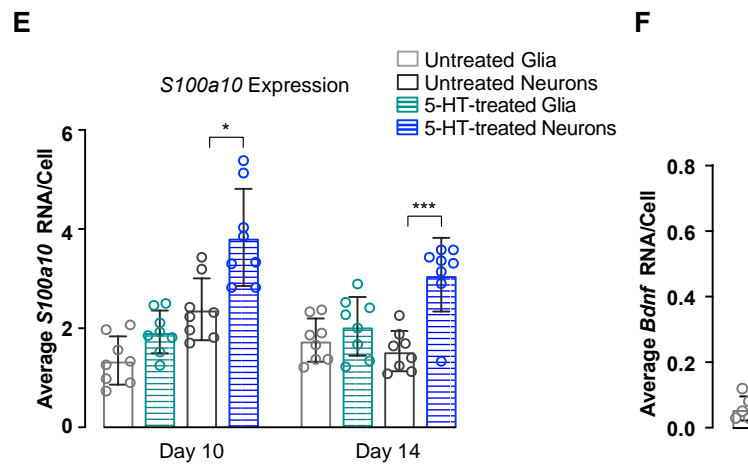 E
F
Untreated Glia
Untreated Neurons
5-HT-treated Glia
5-HT-treated Neurons
S100a10 Expression
Average S100a10 RNA/Cell
6
4
2
0
*
***
Day 10
Day 14
Average Bdnf RNA/Cell
0.8
0.6
0.4
0.2
0.0